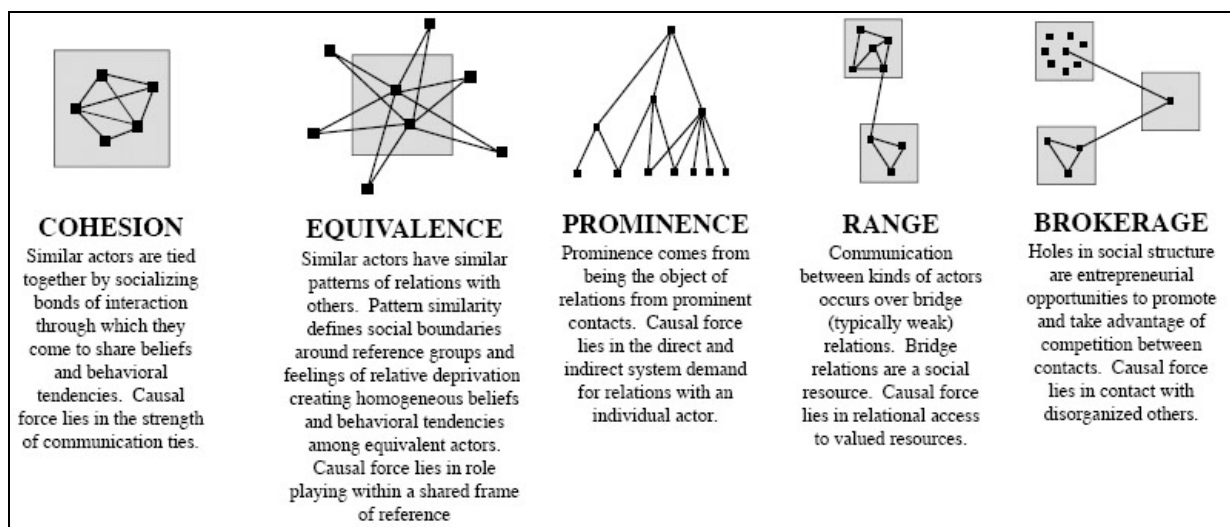 COHESION
Similar actors are tied
together by socializing
bonds of interaction
through which they
come to share beliefs
and behavioral
tendencies. Causal
force lies in the strength
of communication ties.
EQUIVALENCE
Similar actors have similar
patterns of relations with
others. Pattern similarity
defines social boundaries
around reference groups and
feelings of relative deprivation
creating homogeneous beliefs
and behavioral tendencies
among equivalent actors.
Causal force lies in role
playing within a shared frame
of reference
PROMINENCE
Prominence comes from
being the object of
relations from prominent
contacts. Causal force
lies in the direct and
indirect system demand
for relations with an
individual actor.
RANGE
Communication
between kinds of actors
occurs over bridge
(typically weak)
relations. Bridge
relations are a social
resource. Causal force
lies in relational access
to valued resources.
BROKERAGE
Holes in social structure
are entrepreneurial
opportunities to promote
and take advantage of
competition between
contacts. Causal force
lies in contact with
disorganized others.